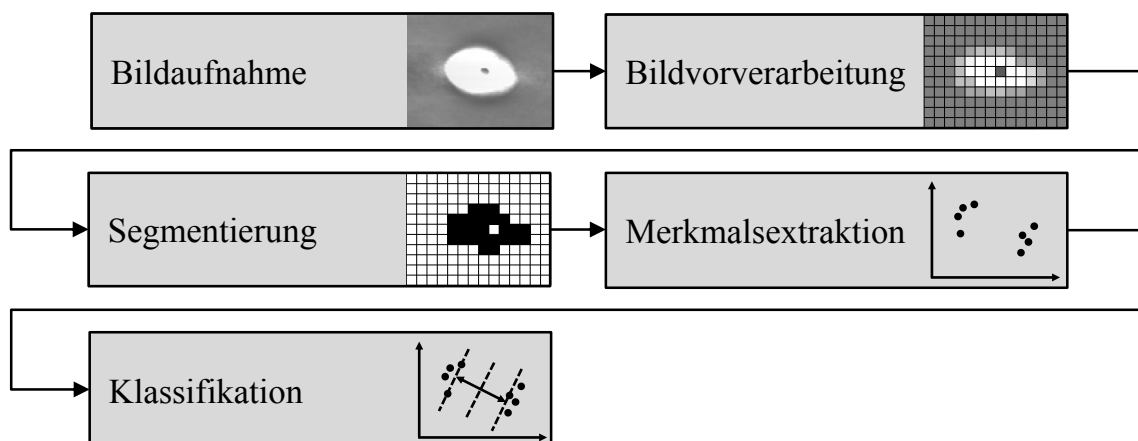 Bildaufnahme
Bildvorverarbeitung
Segmentierung
Merkmalsextraktion
Klassifikation